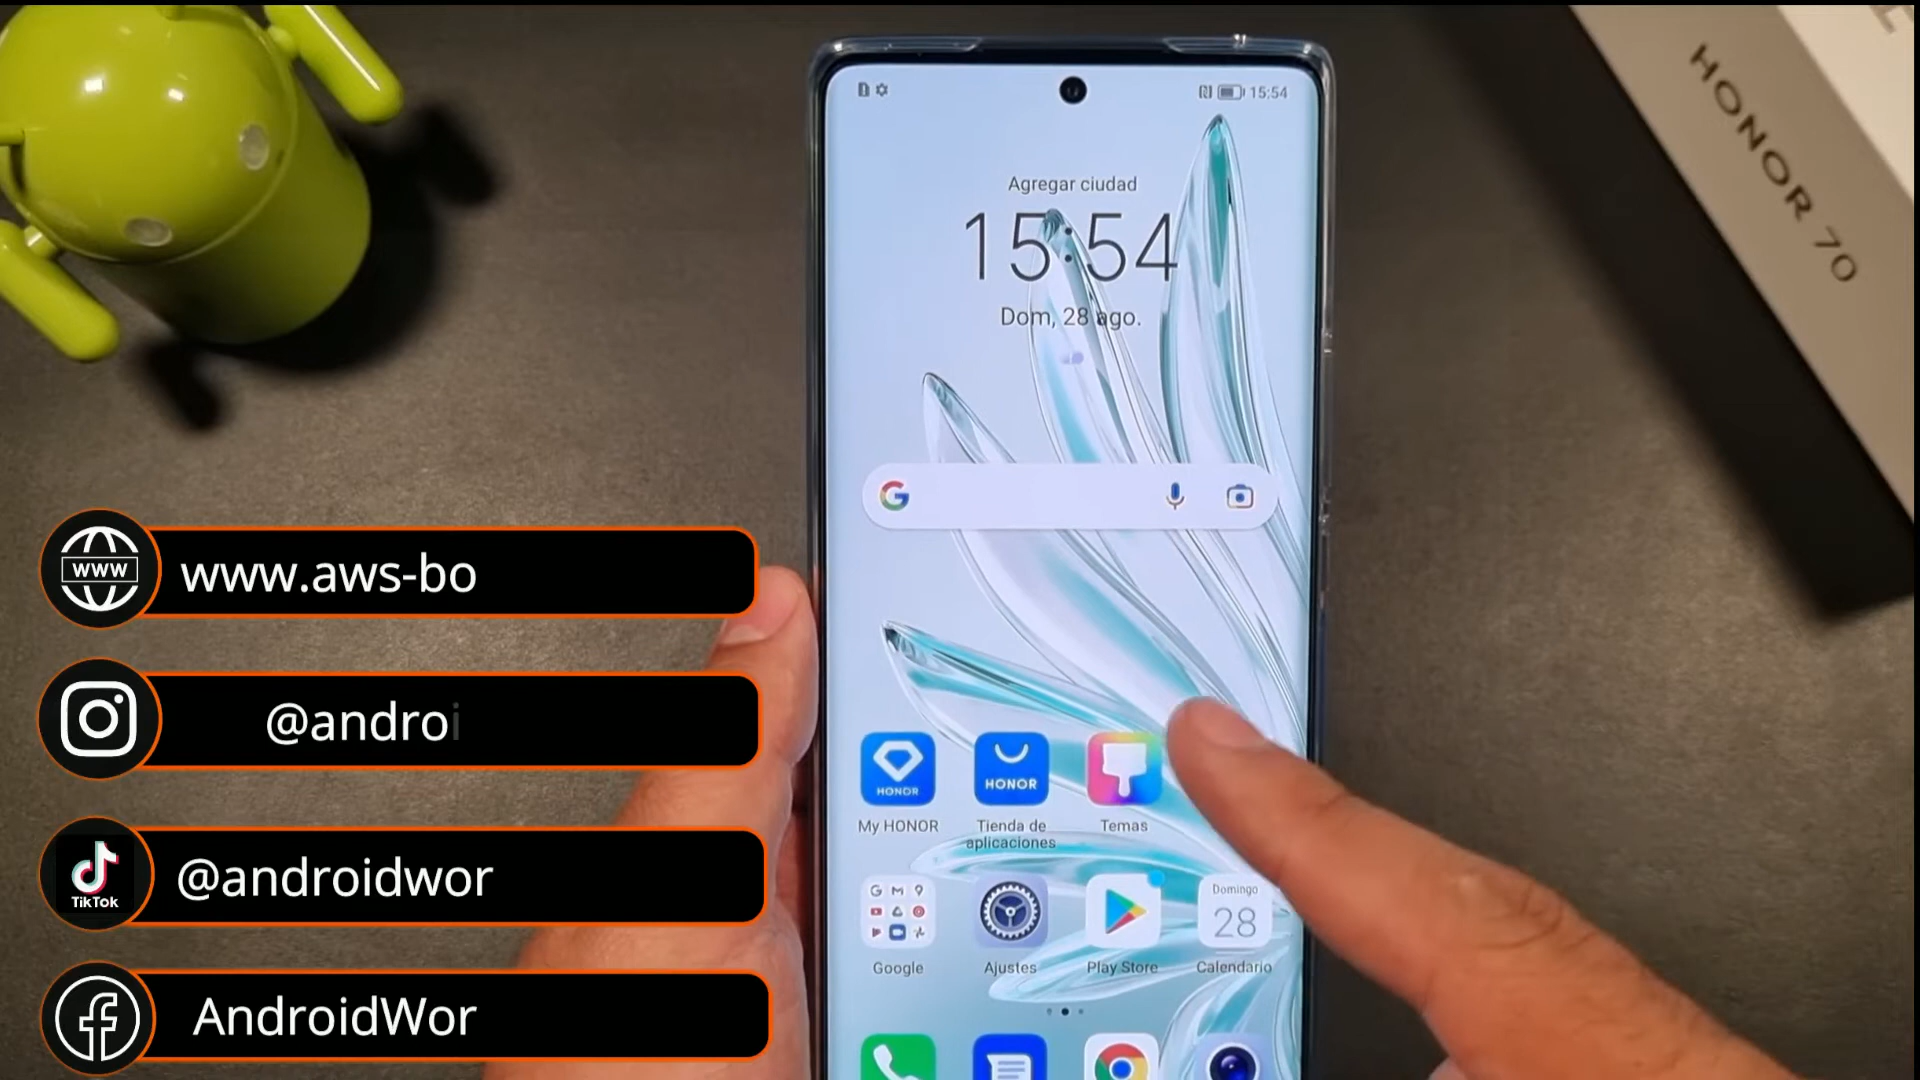 15:54
HONOR 70
Agregar ciudad
15:54
Dom, 28 ago.
G
WWW
www.aws-bo
@androi
TikTok
@androidwor
AndroidWor
HONOR
HONOR
My HONOR
Tienda de
aplicaciones
Temas
Domingo
28
Google
Ajustes
Play Store
Calendario